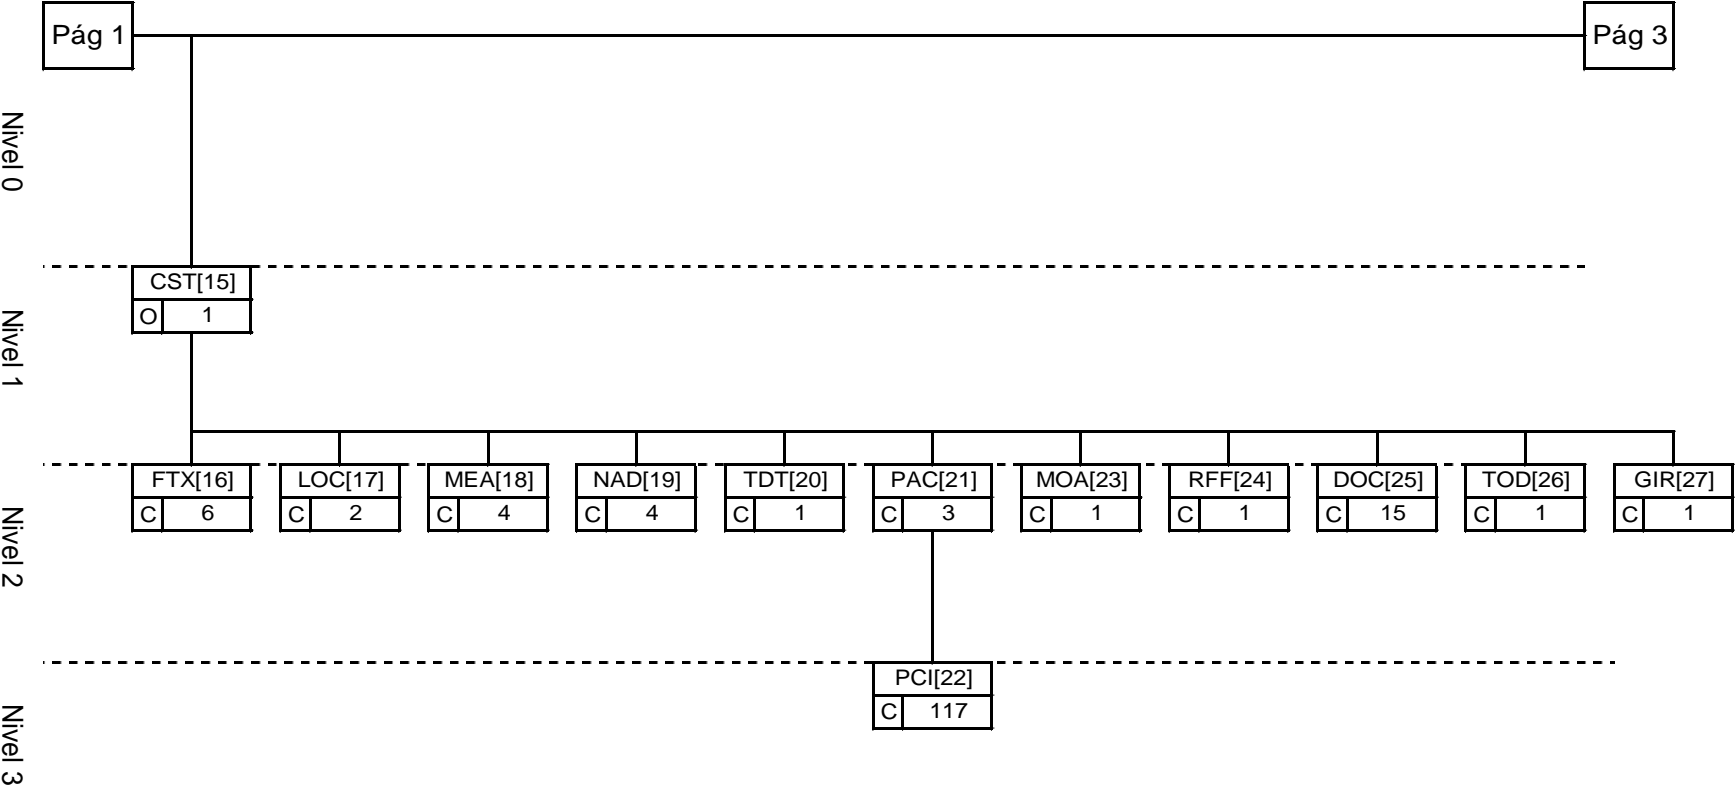 Pág 1
Pág 3
Nivel 0
CST[15]
O 1
Nivel 1
FTX[16] LOC[17] MEA[18] NAD[19] TDT[20] PAC[21] MOA[23] RFF[24] DOC[25] TOD[26] GIR[27]
C 6 C 2 C 4 C 4 C 1 C 3 C 1 C 1 C 15 C 1 C 1
Nivel 2
PCI[22]
C 117
Nivel 3